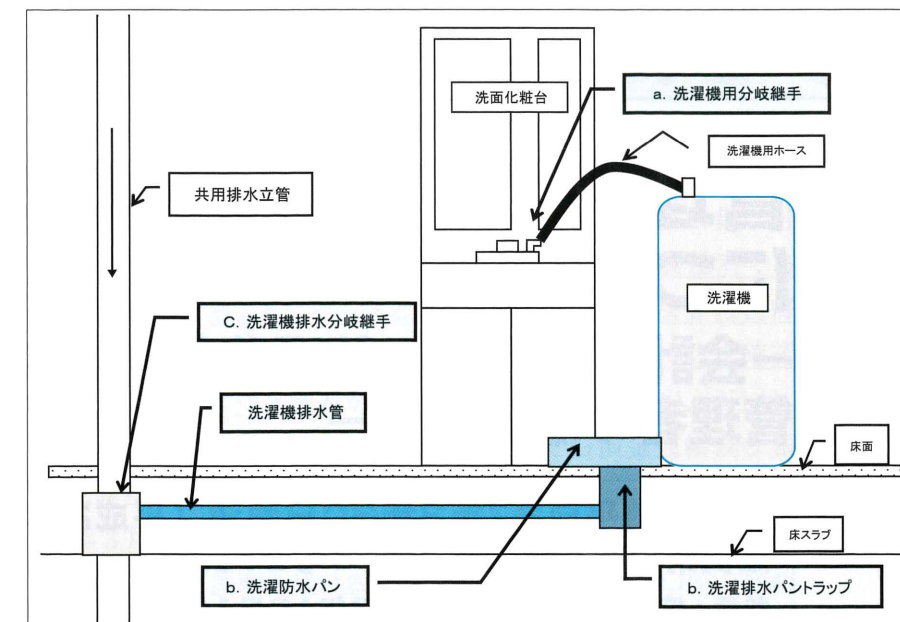 洗面化粧台
a. 洗濯機用分岐継手
洗濯機用ホース
共用排水立管
洗濯機
C. 洗濯機排水分岐継手
洗濯機排水管
床面
床スラブ
b. 洗濯防水パン
b. 洗濯排水パントラップ